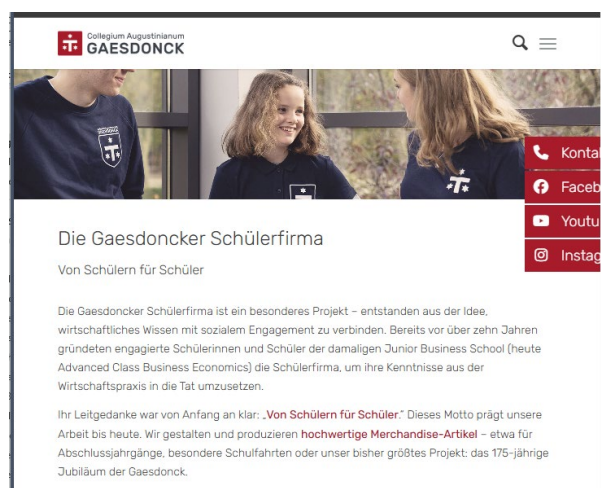 Collegium Augustinianum
GAESDONCK
Kontak
Faceb
Youtu
Instag
Die Gaesdoncker Schülerfirma
Von Schülern für Schüler
Die Gaesdoncker Schülerfirma ist ein besonderes Projekt – entstanden aus der Idee,
wirtschaftliches Wissen mit sozialem Engagement zu verbinden. Bereits vor über zehn Jahren
gründeten engagierte Schülerinnen und Schüler der damaligen Junior Business School (heute
Advanced Class Business Economics) die Schülerfirma, um ihre Kenntnisse aus der
Wirtschaftspraxis in die Tat umzusetzen.
Ihr Leitgedanke war von Anfang an klar: „Von Schülern für Schüler.“ Dieses Motto prägt unsere
Arbeit bis heute. Wir gestalten und produzieren hochwertige Merchandise-Artikel – etwa für
Abschlussjahrgänge, besondere Schulfahrten oder unser bisher größtes Projekt: das 175-jährige
Jubiläum der Gaesdonck.